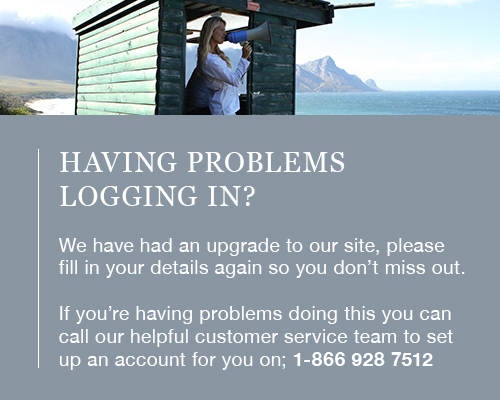 HAVING PROBLEMS
LOGGING IN?
We have had an upgrade to our site, please
fill in your details again so you don’t miss out.
If you’re having problems doing this you can
call our helpful customer service team to set
up an account for you on; 1-866 928 7512